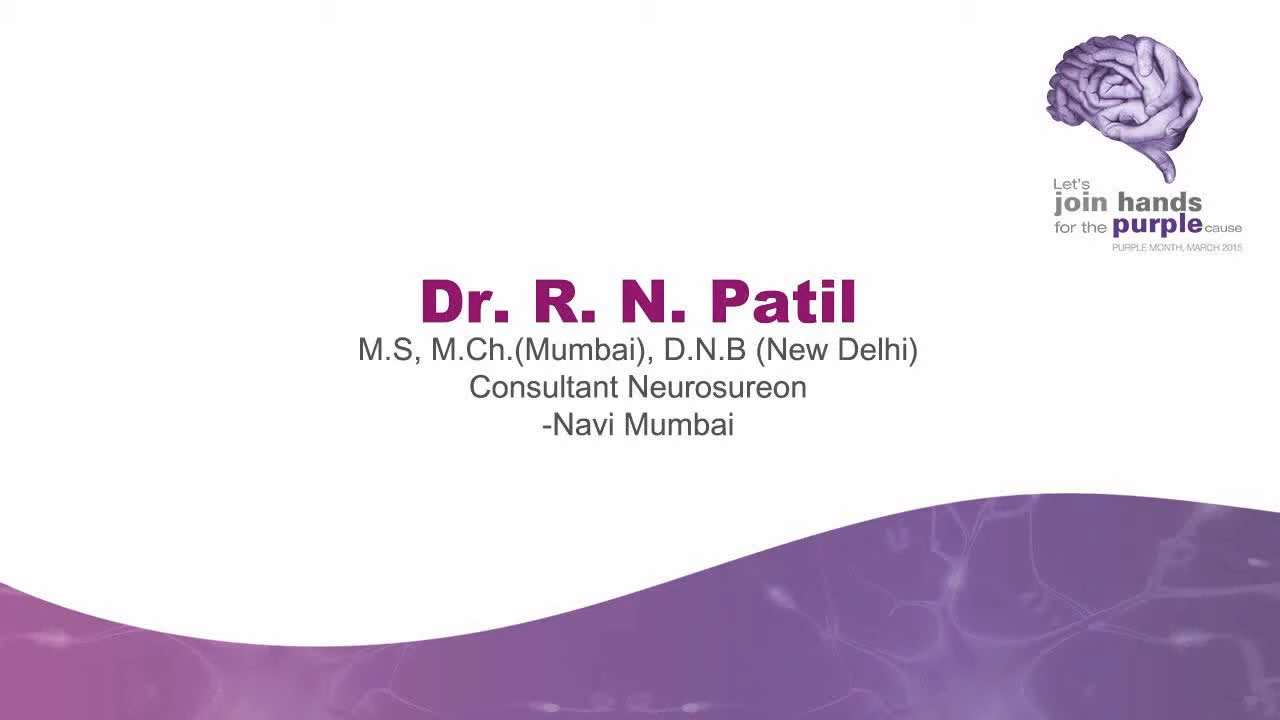 Let's
join hands
for the purple cause
PURPLE MONTH, MARCH 2015
Dr. R. N. Patil
M.S, M.Ch.(Mumbai), D.N.B (New Delhi)
Consultant Neurosureon
-Navi Mumbai